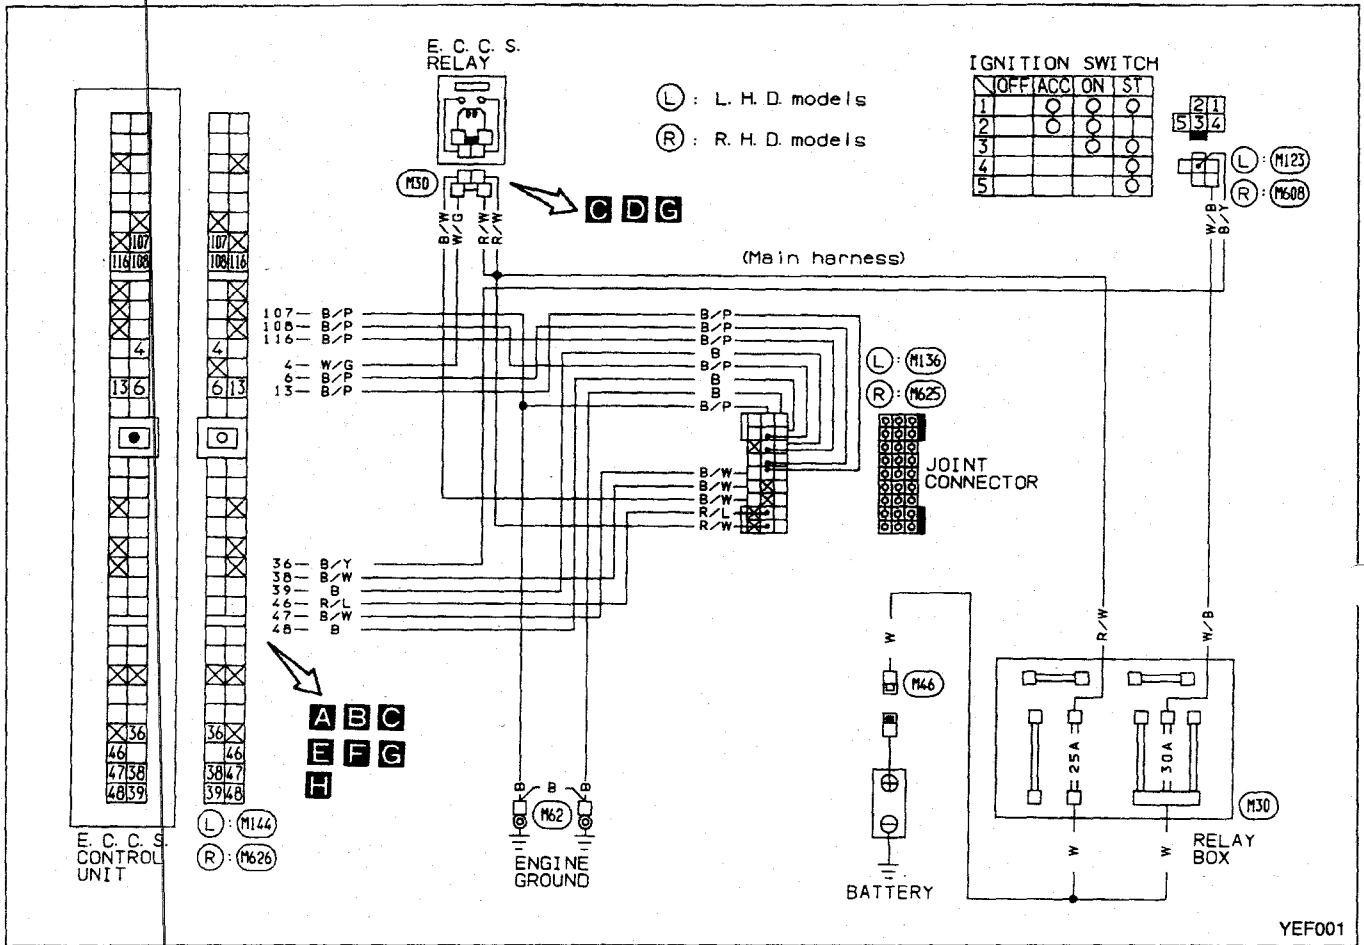 E. C. C. S.
RELAY
L : L. H. D. models
R : R. H. D. models
IGNITION SWITCH
OFF ACC ON ST
1
2
3
4
5
2 1
5 3 4
L : M123
R : M608
M30
C D G
B/W
W/G
R/W
R/W
W/B
B/Y
(Main harness)
107
116 108
4
13 6
36
46
47 38
48 39
107
108 116
4
6 13
36
46
38 47
39 48
107 — B/P
108 — B/P
116 — B/P
4 — W/G
6 — B/P
13 — B/P
B/P
B/P
B/P
B
B/P
B
B
B/P
L : M136
R : M625
JOINT
CONNECTOR
B/W
B/W
B/W
R/L
R/W
36 — B/Y
38 — B/W
39 — B
46 — R/L
47 — B/W
48 — B
A B C
E F G
H
E. C. C. S.
CONTROL
UNIT
L : M144
R : M626
B
B
B
M62
ENGINE
GROUND
W
M46
BATTERY
R/W
W/B
25A
30A
M30
W
W
RELAY
BOX
YEF001